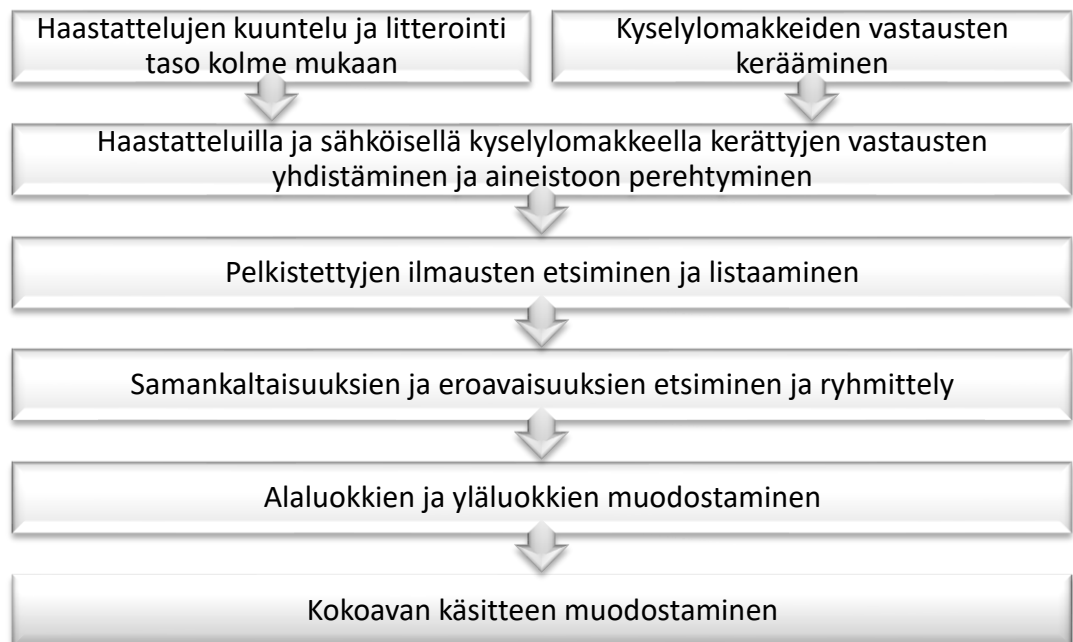 Haastattelujen kuuntelu ja litterointi
taso kolme mukaan
Kyselylomakkeiden vastausten
kerääminen
Haastatteluilla ja sähköisellä kyselylomakkeella kerättyjen vastausten
yhdistäminen ja aineistoon perehtyminen
Pelkistettyjen ilmausten etsiminen ja listaaminen
Samankaltaisuuksien ja eroavaisuuksien etsiminen ja ryhmittely
Alaluokkien ja yläluokkien muodostaminen
Kokoavan käsitteen muodostaminen